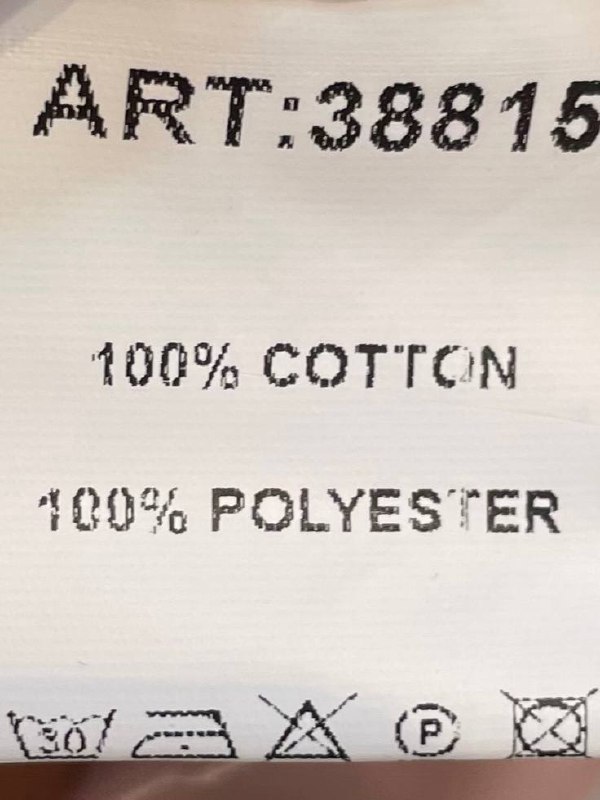 ART:38815
100% COTTON
100% POLYESTER
30 P